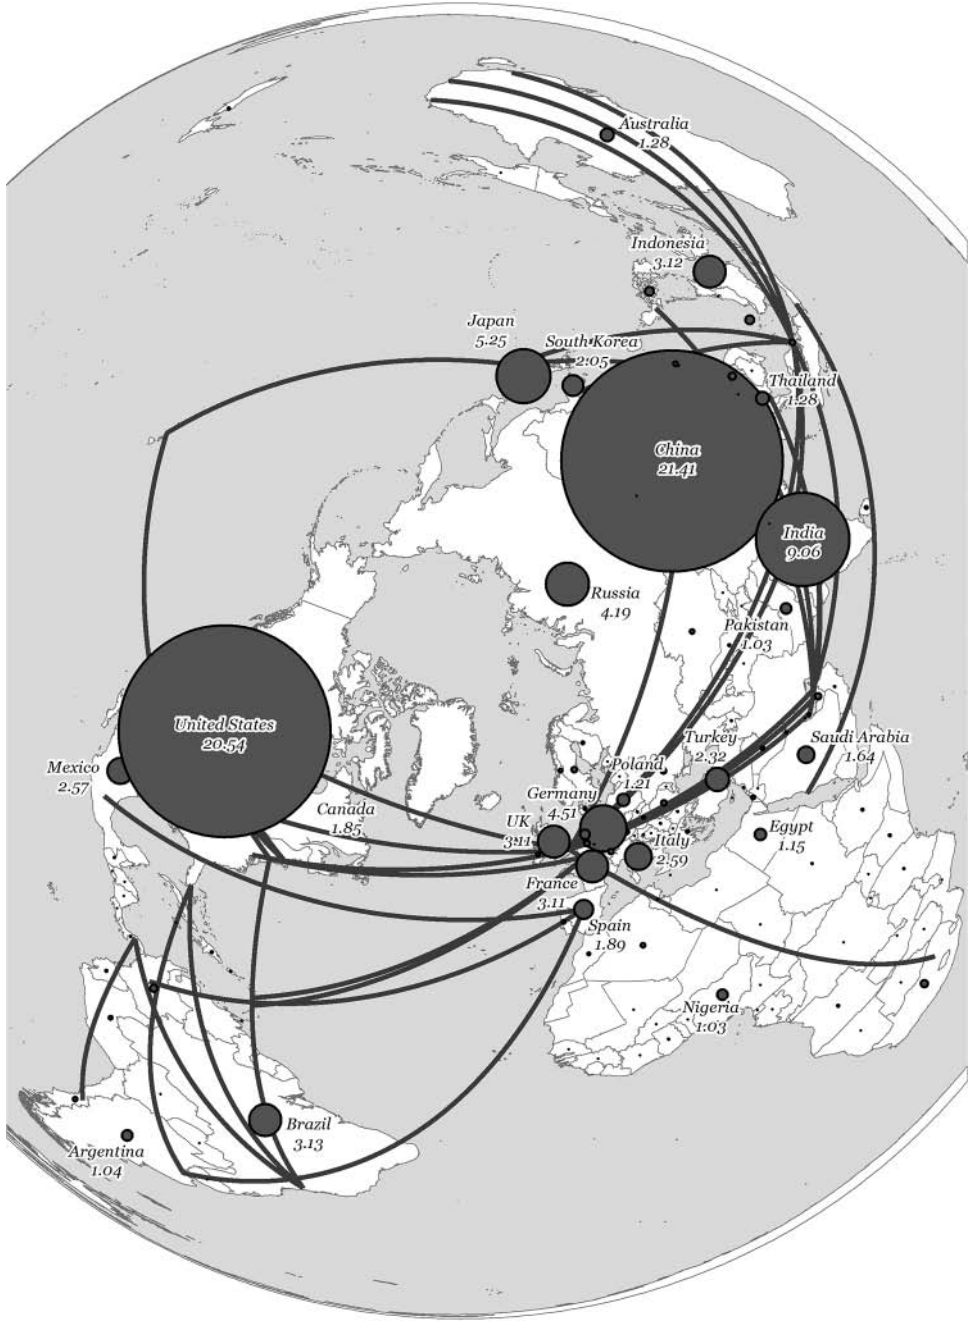 Australia
1.28
Indonesia
3.12
Japan
5.25
South Korea
2.05
Thailand
1.28
China
21.41
India
9.06
Russia
4.19
Pakistan
1.03
United States
20.54
Mexico
2.57
Canada
1.85
Turkey
2.32
Saudi Arabia
1.64
Poland
1.21
Germany
4.51
UK
3.11
Italy
2.59
Egypt
1.15
France
3.11
Spain
1.89
Nigeria
1.03
Brazil
3.13
Argentina
1.04